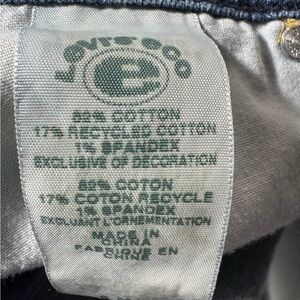 Levi's eco
e
82% COTTON
17% RECYCLED COTTON
1% SPANDEX
EXCLUSIVE OF DECORATION
82% COTON
17% COTON RECYCLE
1% SPANDEX
EXCLUANT L'ORNEMENTATION
MADE IN
CHINA
FABRIQUE EN
CHINE